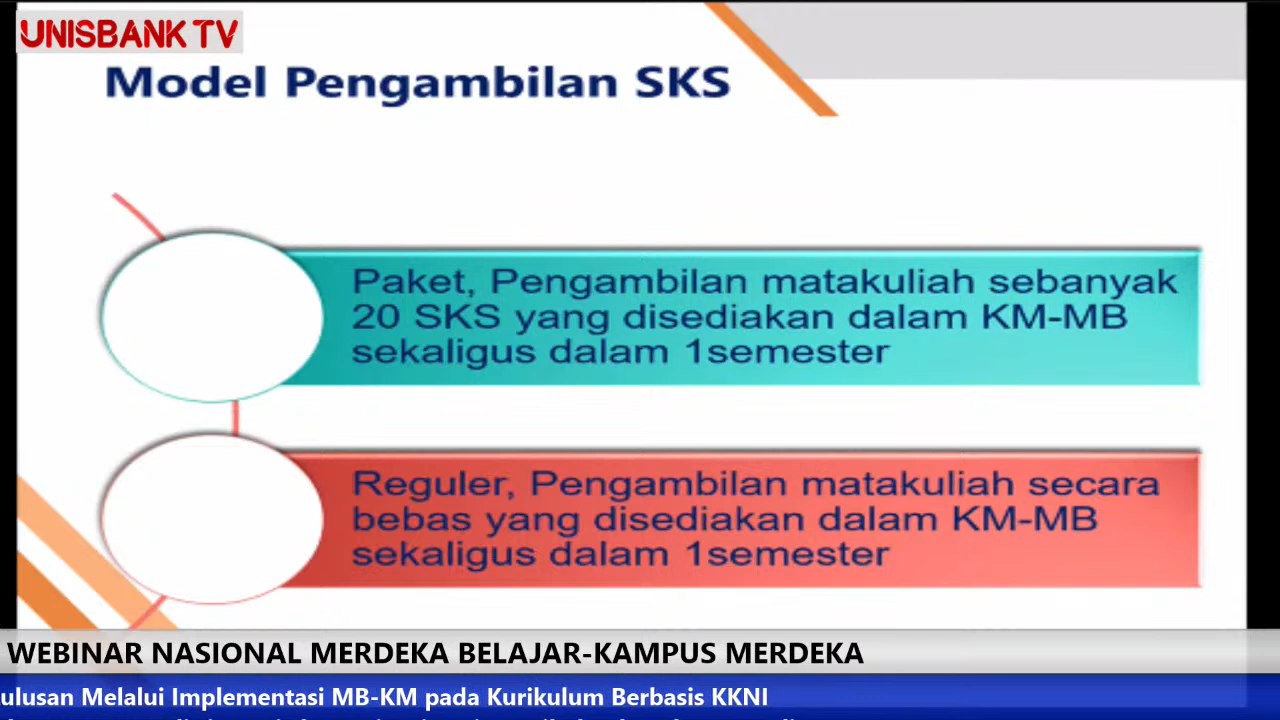 UNISBANK TV
Model Pengambilan SKS
Paket, Pengambilan matakuliah sebanyak
20 SKS yang disediakan dalam KM-MB
sekaligus dalam 1semester
Reguler, Pengambilan matakuliah secara
bebas yang disediakan dalam KM-MB
sekaligus dalam 1semester
WEBINAR NASIONAL MERDEKA BELAJAR-KAMPUS MERDEKA
ulusan Melalui Implementasi MB-KM pada Kurikulum Berbasis KKNI